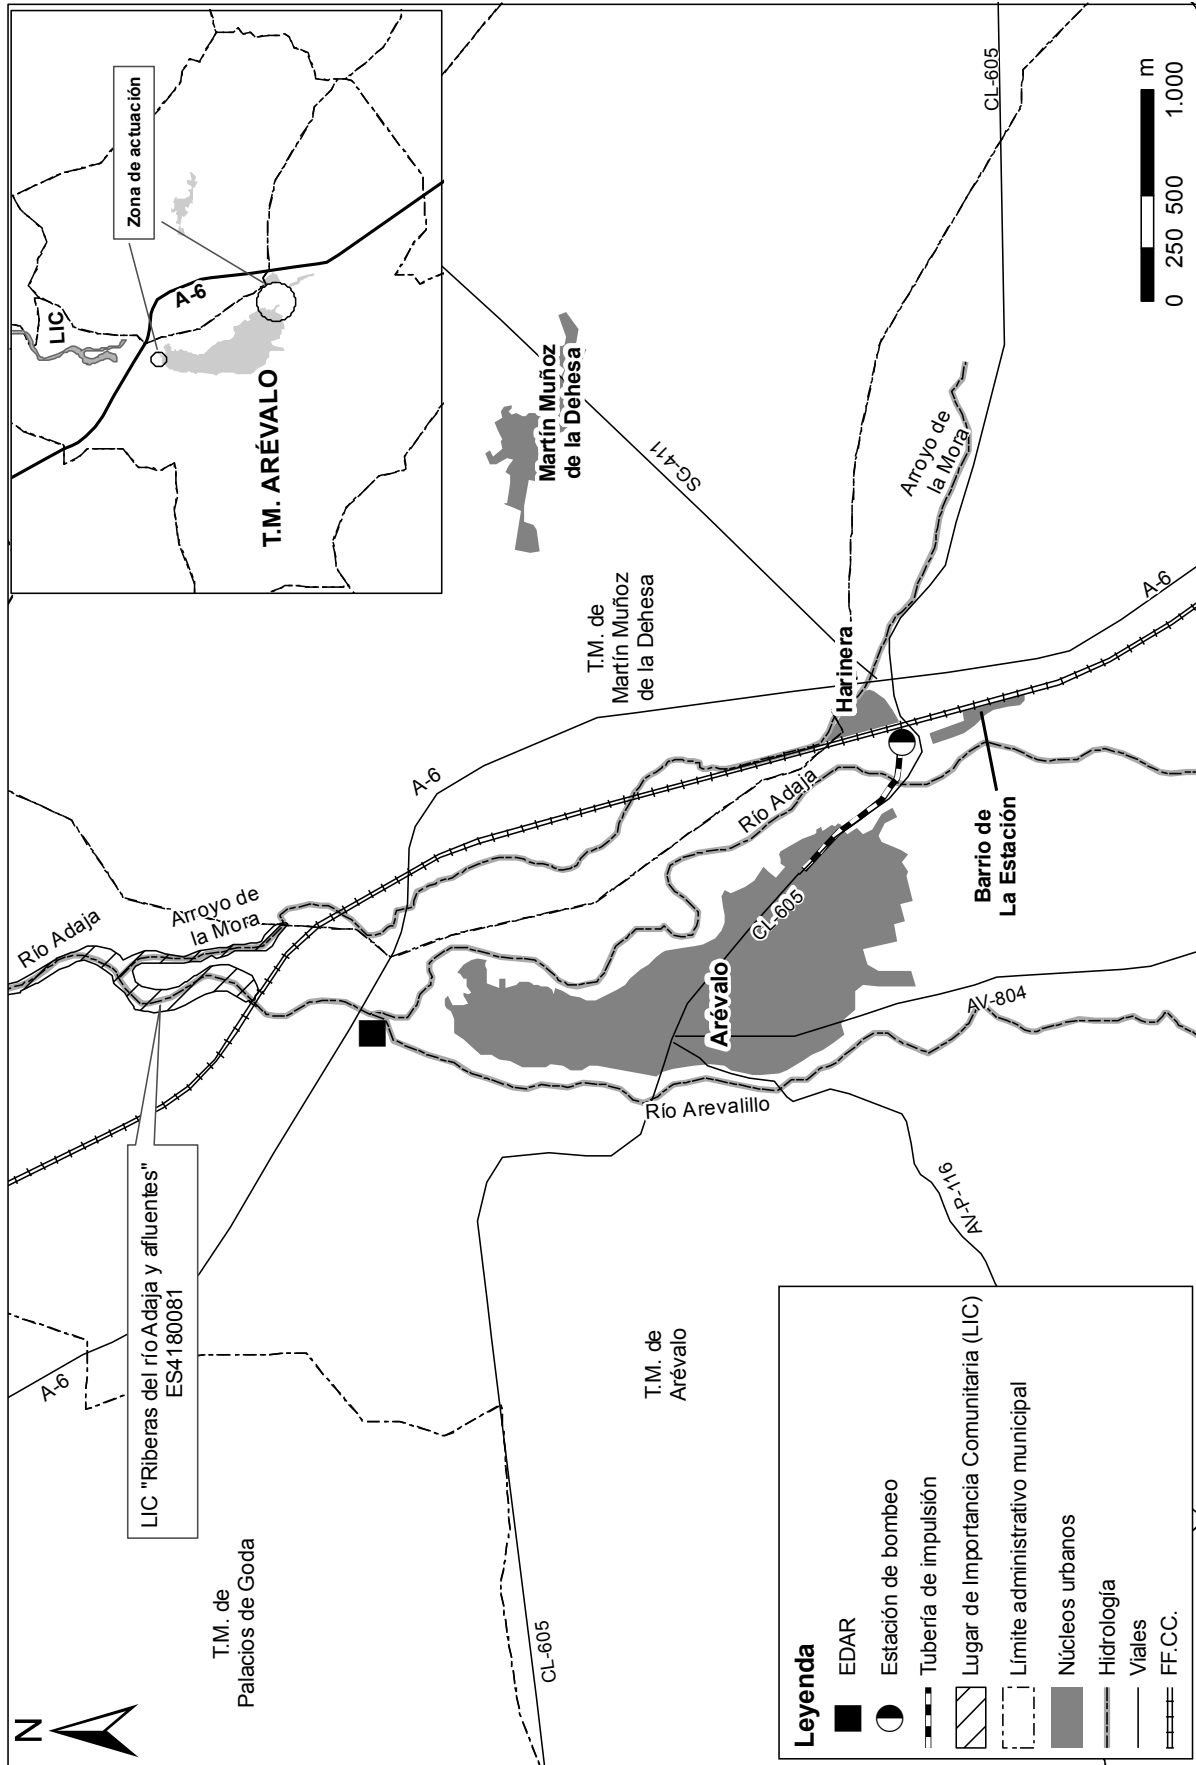 N
T.M. de
Palacios de Goda
LIC "Riberas del río Adaja y afluentes"
ES4180081
A-6
CL-605
T.M. de
Arévalo
Río Adaja
Arroyo de
la Mora
A-6
T.M. de
Martín Muñoz
de la Dehesa
Martín Muñoz
de la Dehesa
SG-411
Harinera
Río Adaja
Arévalo
CL-605
Río Arevalillo
AV-P-116
AV-804
Barrio de
La Estación
Arroyo de
la Mora
CL-605
A-6
LIC
A-6
Zona de actuación
T.M. ARÉVALO
Leyenda
EDAR
Estación de bombeo
Tubería de impulsión
Lugar de Importancia Comunitaria (LIC)
Límite administrativo municipal
Núcleos urbanos
Hidrología
Viales
FF.CC.
0 250 500 1.000
m